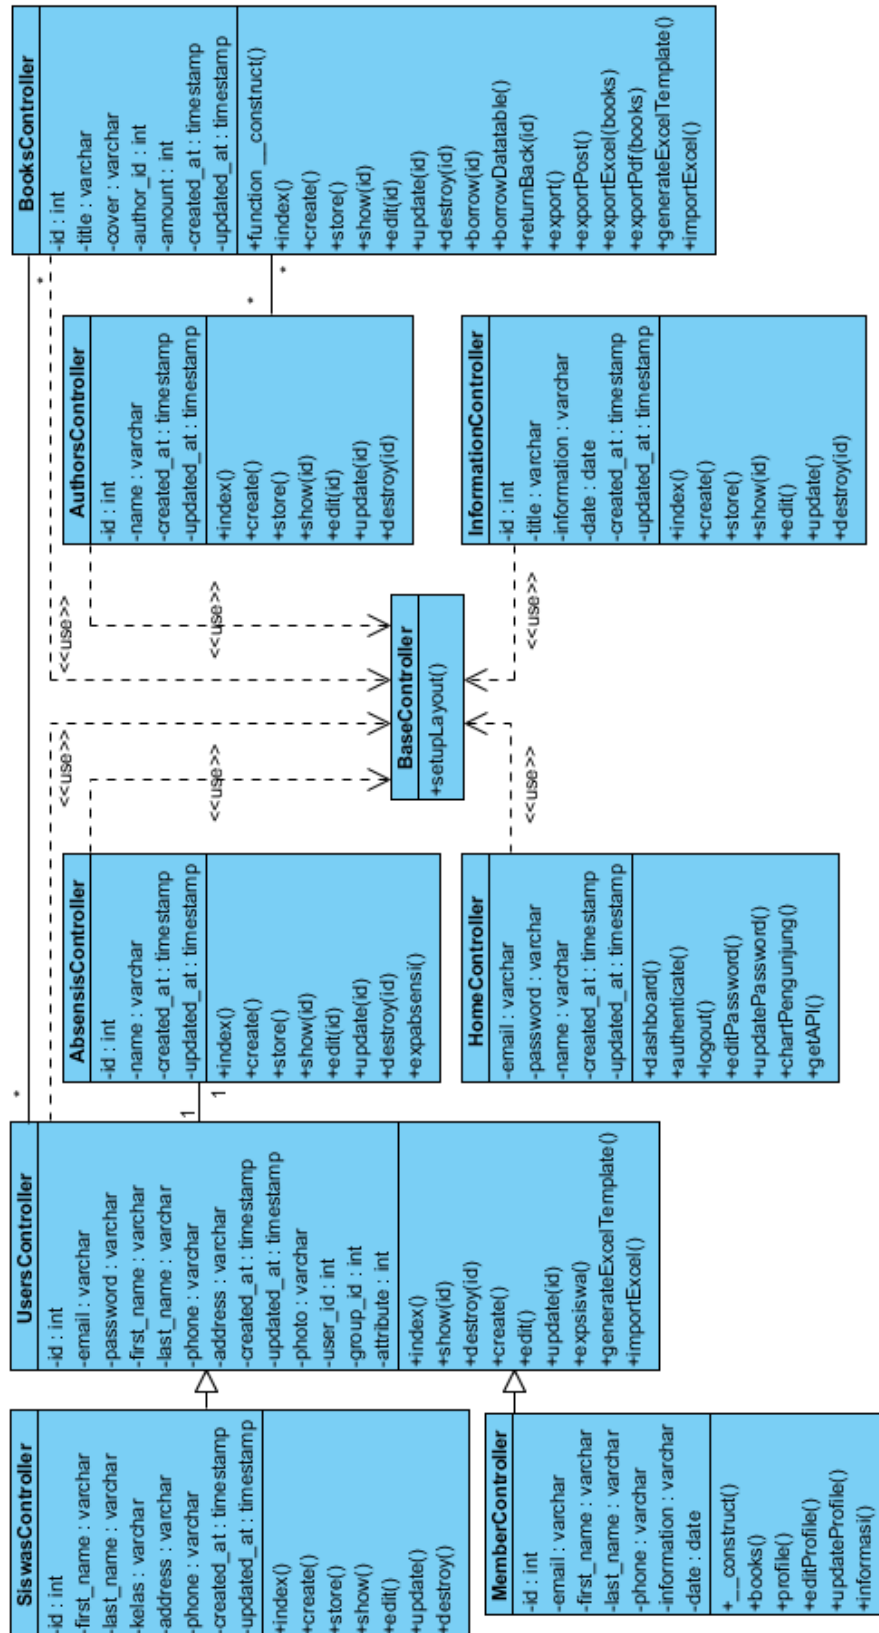 SiswasController
-id : int
-first_name : varchar
-last_name : varchar
-kelas : varchar
-address : varchar
-phone : varchar
-created_at : timestamp
-updated_at : timestamp
+index()
+create()
+store()
+show()
+edit()
+update()
+destroy()
MemberController
-id : int
-email : varchar
-first_name : varchar
-last_name : varchar
-phone : varchar
-information : varchar
-date : date
+__construct()
+books()
+profile()
+editProfile()
+updateProfile()
+informasi()
UsersController
-id : int
-email : varchar
-password : varchar
-first_name : varchar
-last_name : varchar
-phone : varchar
-address : varchar
-created_at : timestamp
-updated_at : timestamp
-photo : varchar
-user_id : int
-group_id : int
-attribute : int
+index()
+show(id)
+destroy(id)
+create()
+edit()
+update(id)
+expsiswa()
+generateExcelTemplate()
+importExcel()
*
1
1
AbsensisController
-id : int
-name : varchar
-created_at : timestamp
-updated_at : timestamp
+index()
+create()
+store()
+show(id)
+edit(id)
+update(id)
+destroy(id)
+expabsensi()
HomeController
-email : varchar
-password : varchar
-name : varchar
-created_at : timestamp
-updated_at : timestamp
+dashboard()
+authenticate()
+logout()
+editPassword()
+updatePassword()
+chartPengunjung()
+getAPI()
<<use>>
<<use>>
<<use>>
BaseController
+setupLayout()
<<use>>
<<use>>
<<use>>
AuthorsController
-id : int
-name : varchar
-created_at : timestamp
-updated_at : timestamp
+index()
+create()
+store()
+show(id)
+edit(id)
+update(id)
+destroy(id)
InformationController
-id : int
-title : varchar
-information : varchar
-date : date
-created_at : timestamp
-updated_at : timestamp
+index()
+create()
+store()
+show(id)
+edit()
+update()
+destroy(id)
*
*
*
BooksController
-id : int
-title : varchar
-cover : varchar
-author_id : int
-amount : int
-created_at : timestamp
-updated_at : timestamp
+function __construct()
+index()
+create()
+store()
+show(id)
+edit(id)
+update(id)
+destroy(id)
+borrow(id)
+borrowDatatable()
+returnBack(id)
+export()
+exportPost()
+exportExcel(books)
+exportPdf(books)
+generateExcelTemplate()
+importExcel()